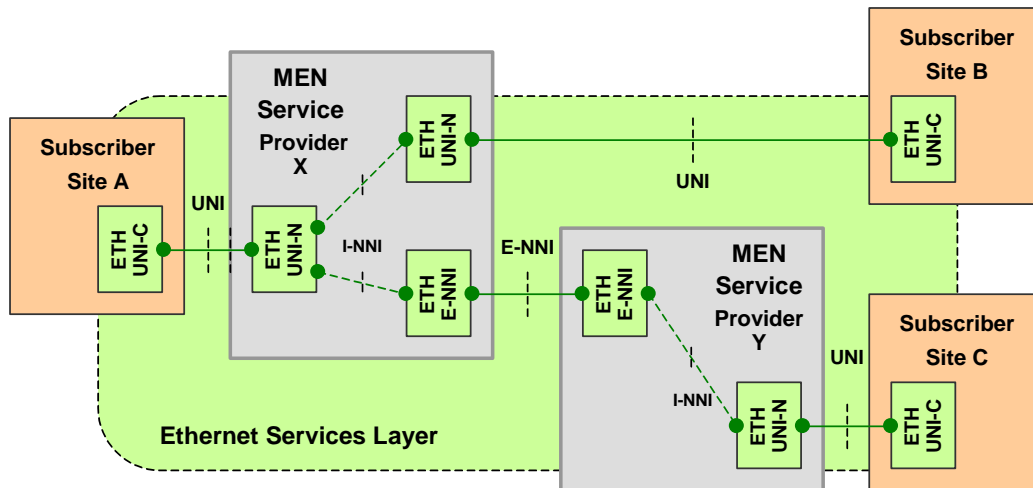 Subscriber
Site B
ETH
UNI-C
MEN
Service
Provider
X
ETH
UNI-N
UNI
Subscriber
Site A
ETH
UNI-C
UNI
ETH
UNI-N
I-NNI
ETH
E-NNI
E-NNI
ETH
E-NNI
MEN
Service
Provider
Y
I-NNI
ETH
UNI-N
UNI
Subscriber
Site C
ETH
UNI-C
Ethernet Services Layer